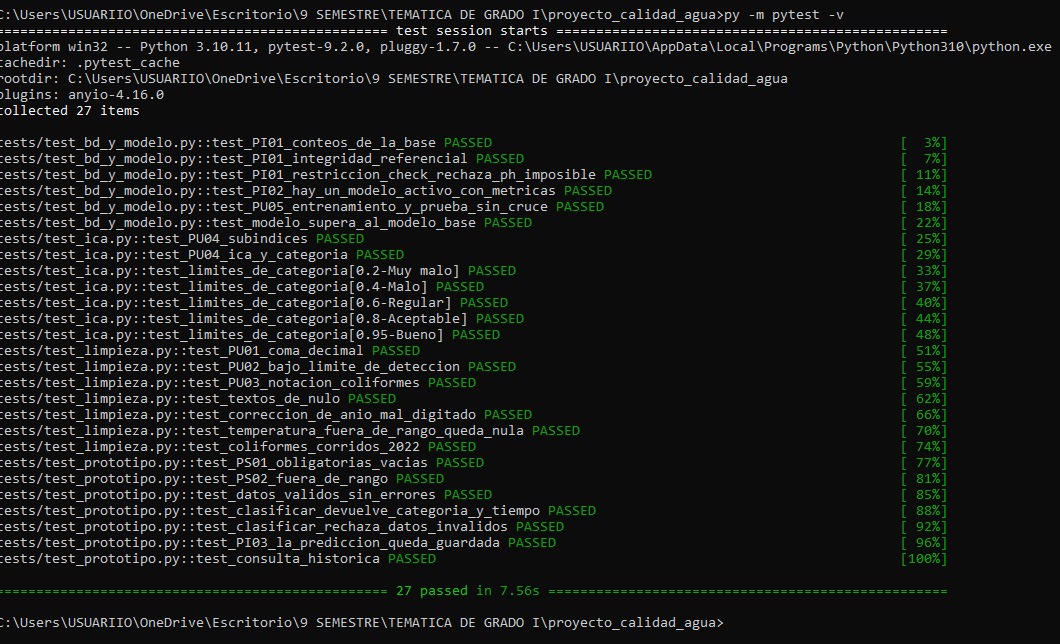 C:\Users\USUARIIO\OneDrive\Escritorio\9 SEMESTRE\TEMATICA DE GRADO I\proyecto_calidad_agua>py -m pytest -v
================================================= test session starts =================================================
platform win32 -- Python 3.10.11, pytest-9.2.0, pluggy-1.7.0 -- C:\Users\USUARIIO\AppData\Local\Programs\Python\Python310\python.exe
cachedir: .pytest_cache
rootdir: C:\Users\USUARIIO\OneDrive\Escritorio\9 SEMESTRE\TEMATICA DE GRADO I\proyecto_calidad_agua
plugins: anyio-4.16.0
collected 27 items
tests/test_bd_y_modelo.py::test_PI01_conteos_de_la_base PASSED [  3%]
tests/test_bd_y_modelo.py::test_PI01_integridad_referencial PASSED [  7%]
tests/test_bd_y_modelo.py::test_PI01_restriccion_check_rechaza_ph_imposible PASSED [ 11%]
tests/test_bd_y_modelo.py::test_PI02_hay_un_modelo_activo_con_metricas PASSED [ 14%]
tests/test_bd_y_modelo.py::test_PU05_entrenamiento_y_prueba_sin_cruce PASSED [ 18%]
tests/test_bd_y_modelo.py::test_modelo_supera_al_modelo_base PASSED [ 22%]
tests/test_ica.py::test_PU04_subindices PASSED [ 25%]
tests/test_ica.py::test_PU04_ica_y_categoria PASSED [ 29%]
tests/test_ica.py::test_limites_de_categoria[0.2-Muy malo] PASSED [ 33%]
tests/test_ica.py::test_limites_de_categoria[0.4-Malo] PASSED [ 37%]
tests/test_ica.py::test_limites_de_categoria[0.6-Regular] PASSED [ 40%]
tests/test_ica.py::test_limites_de_categoria[0.8-Aceptable] PASSED [ 44%]
tests/test_ica.py::test_limites_de_categoria[0.95-Bueno] PASSED [ 48%]
tests/test_limpieza.py::test_PU01_coma_decimal PASSED [ 51%]
tests/test_limpieza.py::test_PU02_bajo_limite_de_deteccion PASSED [ 55%]
tests/test_limpieza.py::test_PU03_notacion_coliformes PASSED [ 59%]
tests/test_limpieza.py::test_textos_de_nulo PASSED [ 62%]
tests/test_limpieza.py::test_correccion_de_anio_mal_digitado PASSED [ 66%]
tests/test_limpieza.py::test_temperatura_fuera_de_rango_queda_nula PASSED [ 70%]
tests/test_limpieza.py::test_coliformes_corridos_2022 PASSED [ 74%]
tests/test_prototipo.py::test_PS01_obligatorias_vacias PASSED [ 77%]
tests/test_prototipo.py::test_PS02_fuera_de_rango PASSED [ 81%]
tests/test_prototipo.py::test_datos_validos_sin_errores PASSED [ 85%]
tests/test_prototipo.py::test_clasificar_devuelve_categoria_y_tiempo PASSED [ 88%]
tests/test_prototipo.py::test_clasificar_rechaza_datos_invalidos PASSED [ 92%]
tests/test_prototipo.py::test_PI03_la_prediccion_queda_guardada PASSED [ 96%]
tests/test_prototipo.py::test_consulta_historica PASSED [100%]
================================================= 27 passed in 7.56s ==================================================
C:\Users\USUARIIO\OneDrive\Escritorio\9 SEMESTRE\TEMATICA DE GRADO I\proyecto_calidad_agua>